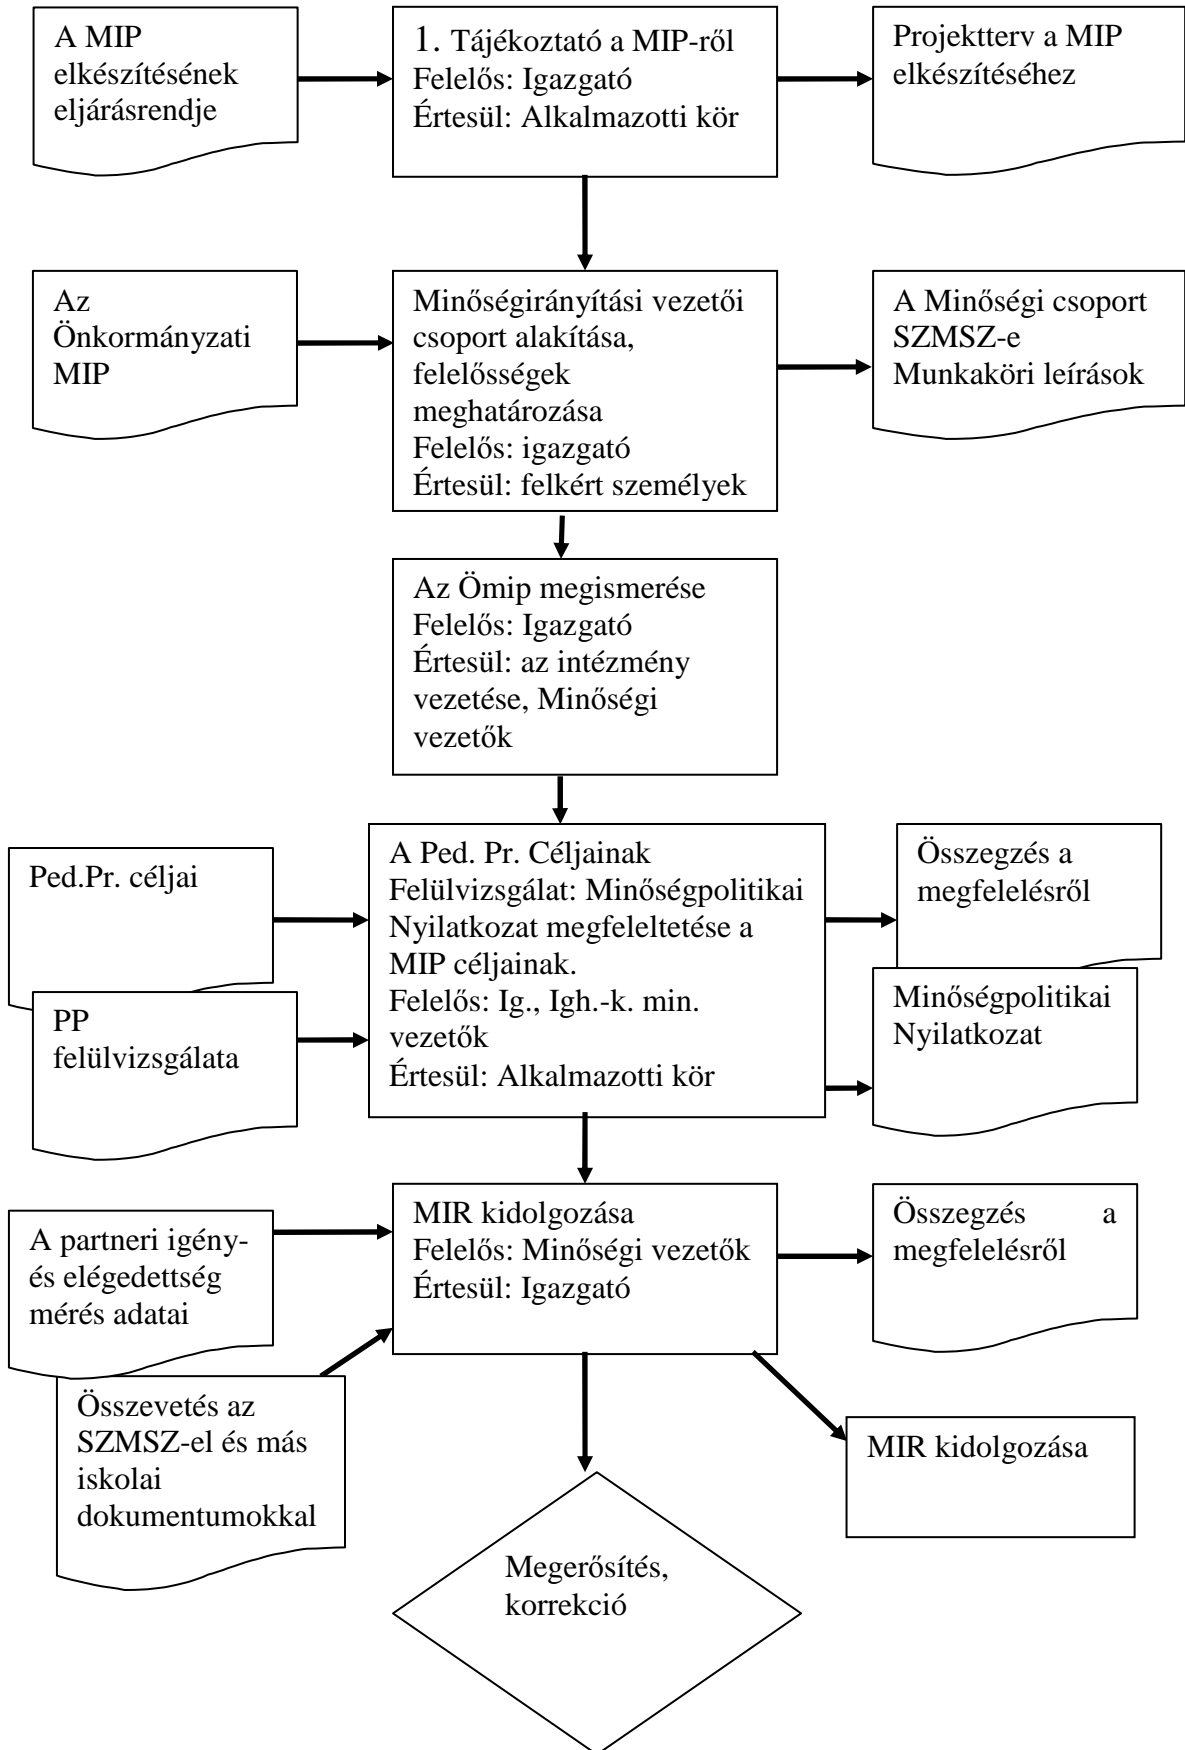 A MIP
elkészítésének
eljárásrendje
1. Tájékoztató a MIP-ről
Felelős: Igazgató
Értesül: Alkalmazotti kör
Projektterv a MIP
elkészítéséhez
Az
Önkormányzati
MIP
Minőségirányítási vezetői
csoport alakítása,
felelősségek
meghatározása
Felelős: igazgató
Értesül: felkért személyek
A Minőségi csoport
SZMSZ-e
Munkaköri leírások
Az Ömip megismerése
Felelős: Igazgató
Értesül: az intézmény
vezetése, Minőségi
vezetők
Ped.Pr. céljai
PP
felülvizsgálata
A Ped. Pr. Céljainak
Felülvizsgálat: Minőségpolitikai
Nyilatkozat megfeleltetése a
MIP céljainak.
Felelős: Ig., Igh.-k. min.
vezetők
Értesül: Alkalmazotti kör
Összegzés a
megfelelésről
Minőségpolitikai
Nyilatkozat
A partneri igény-
és elégedettség
mérés adatai
Összevetés az
SZMSZ-el és más
iskolai
dokumentumokkal
MIR kidolgozása
Felelős: Minőségi vezetők
Értesül: Igazgató
Összegzés a
megfelelésről
MIR kidolgozása
Megerősítés,
korrekció